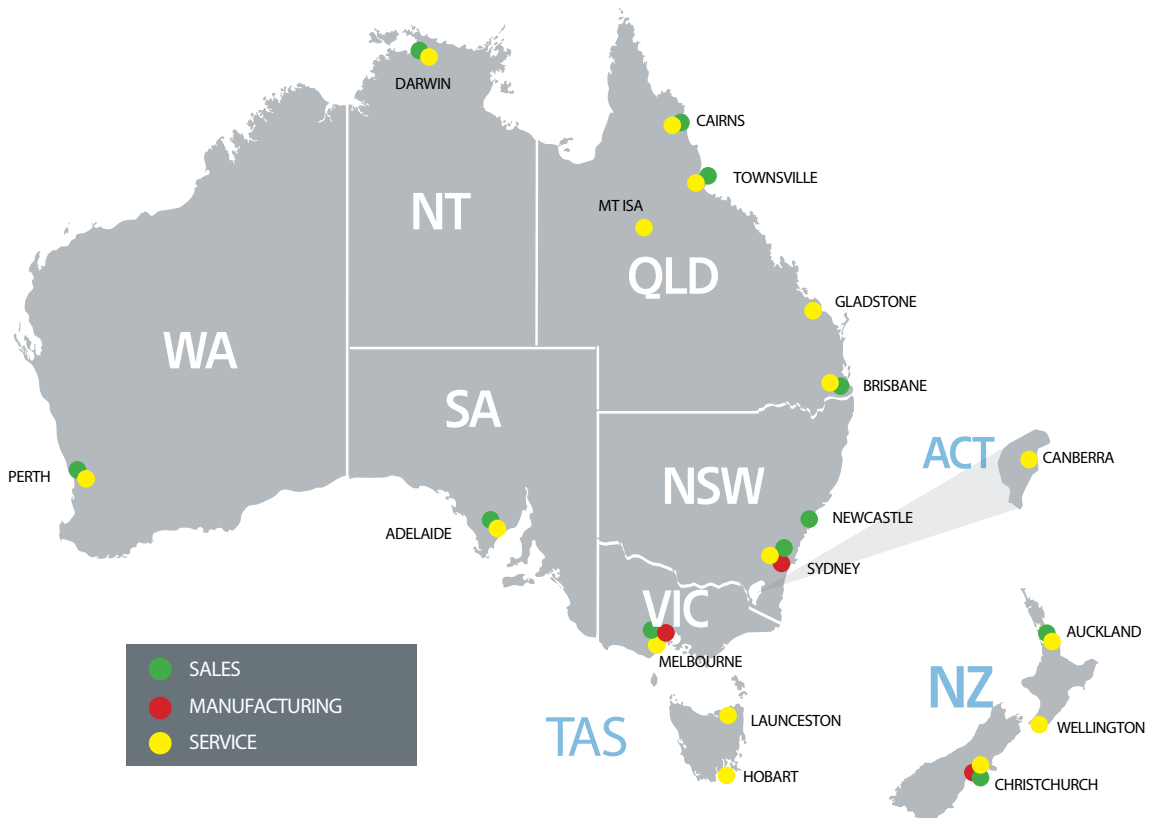 DARWIN
CAIRNS
TOWNSVILLE
MT ISA
NT
QLD
GLADSTONE
WA
BRISBANE
SA
ACT
CANBERRA
NSW
PERTH
NEWCASTLE
ADELAIDE
SYDNEY
VIC
AUCKLAND
MELBOURNE
SALES
MANUFACTURING
SERVICE
NZ
TAS
LAUNCESTON
WELLINGTON
HOBART
CHRISTCHURCH